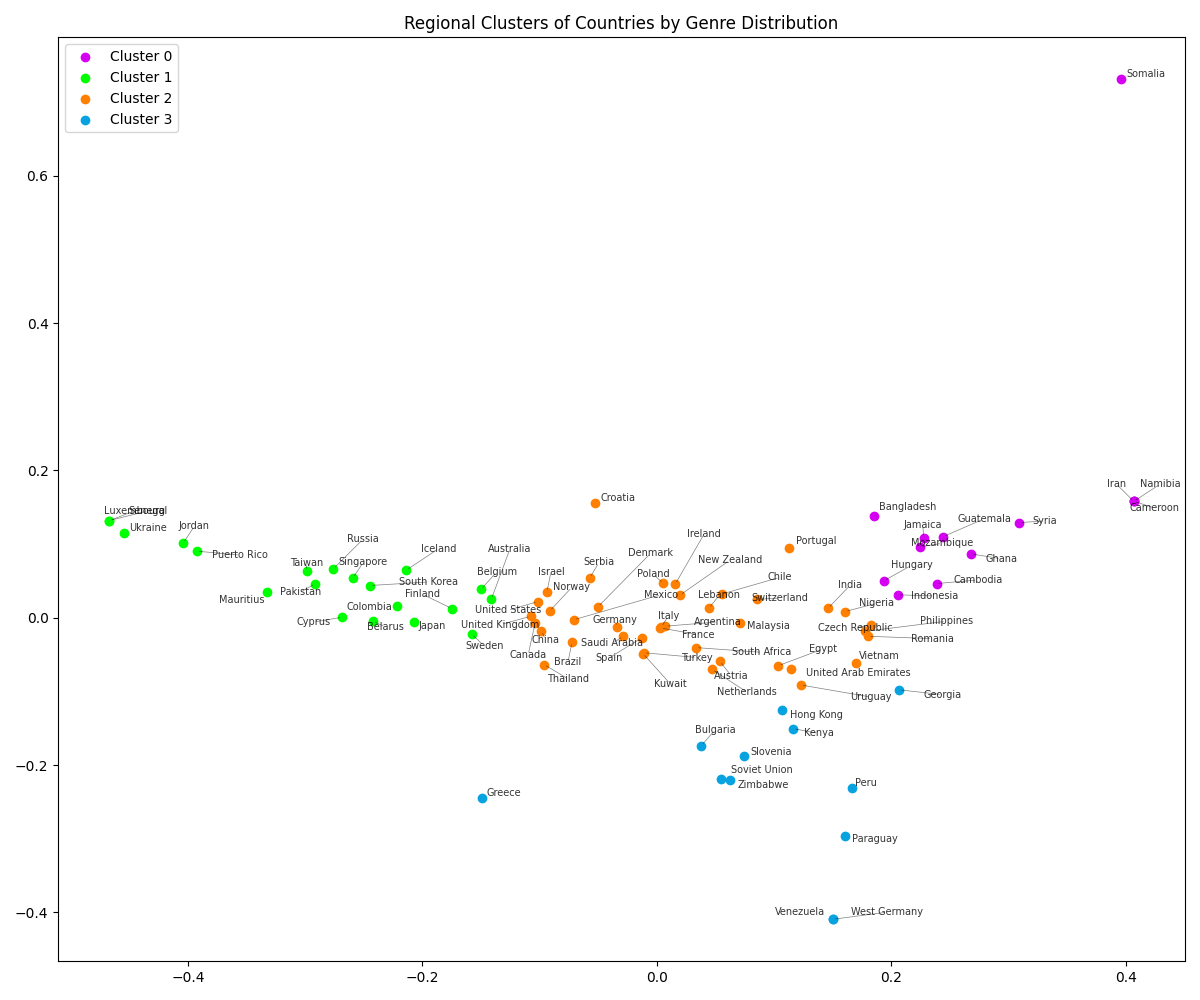 Regional Clusters of Countries by Genre Distribution
Cluster 0
Cluster 1
Cluster 2
Cluster 3
Somalia
0.6
0.4
0.2
0.0
−0.2
−0.4
Croatia
Iran
Namibia
Cameroon
Luxembourg
Senegal
Ukraine
Jordan
Puerto Rico
Bangladesh
Jamaica
Guatemala
Syria
Mozambique
Ghana
Portugal
Russia
Iceland
Australia
Ireland
Denmark
New Zealand
Taiwan
Singapore
Belgium
Israel
Serbia
Poland
Chile
Hungary
Cambodia
Indonesia
Mauritius
Pakistan
South Korea
Finland
Norway
Mexico
Lebanon
Switzerland
India
Nigeria
Colombia
United States
Cyprus
Belarus
Japan
United Kingdom
Germany
Italy
Argentina
Malaysia
Czech Republic
Philippines
Romania
Sweden
China
Saudi Arabia
France
Canada
Brazil
Spain
Turkey
South Africa
Egypt
Vietnam
Thailand
Kuwait
Austria
Netherlands
United Arab Emirates
Uruguay
Georgia
Hong Kong
Kenya
Bulgaria
Slovenia
Soviet Union
Zimbabwe
Peru
Greece
Paraguay
Venezuela
West Germany
−0.4
−0.2
0.0
0.2
0.4